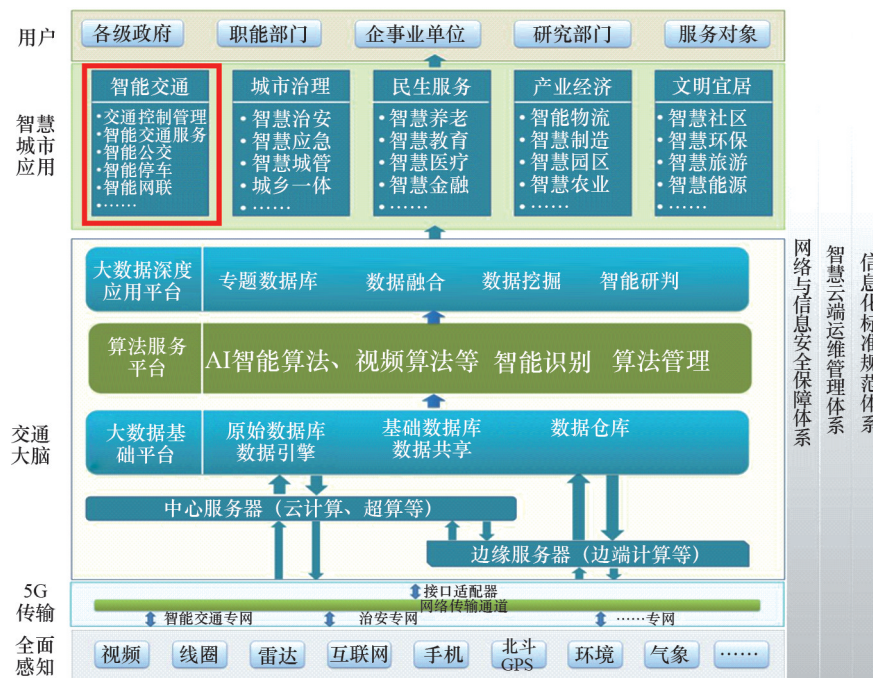 用户
各级政府
职能部门
企事业单位
研究部门
服务对象
智慧
城市
应用
智能交通
•交通控制管理
•智能交通服务
•智能公交
•智能停车
•智能网联
•……
城市治理
• 智慧治安
• 智慧应急
• 智慧城管
• 城乡一体
• ……
民生服务
• 智慧养老
• 智慧教育
• 智慧医疗
• 智慧金融
• ……
产业经济
• 智能物流
• 智慧制造
• 智慧园区
• 智慧农业
• ……
文明宜居
• 智慧社区
• 智慧环保
• 智慧旅游
• 智慧能源
• ……
交通
大脑
大数据深度
应用平台
专题数据库
数据融合
数据挖掘
智能研判
算法服务
平台
AI智能算法、视频算法等
智能识别
算法管理
大数据基
础平台
原始数据库
数据引擎
基础数据库
数据共享
数据仓库
中心服务器（云计算、超算等）
边缘服务器（边端计算等）
5G
传输
接口适配器
网络传输通道
智能交通专网
治安专网
……专网
全面
感知
视频
线圈
雷达
互联网
手机
北斗
GPS
环境
气象
……
网络与信息安全保障体系
智慧云端运维管理体系
信息化标准规范体系